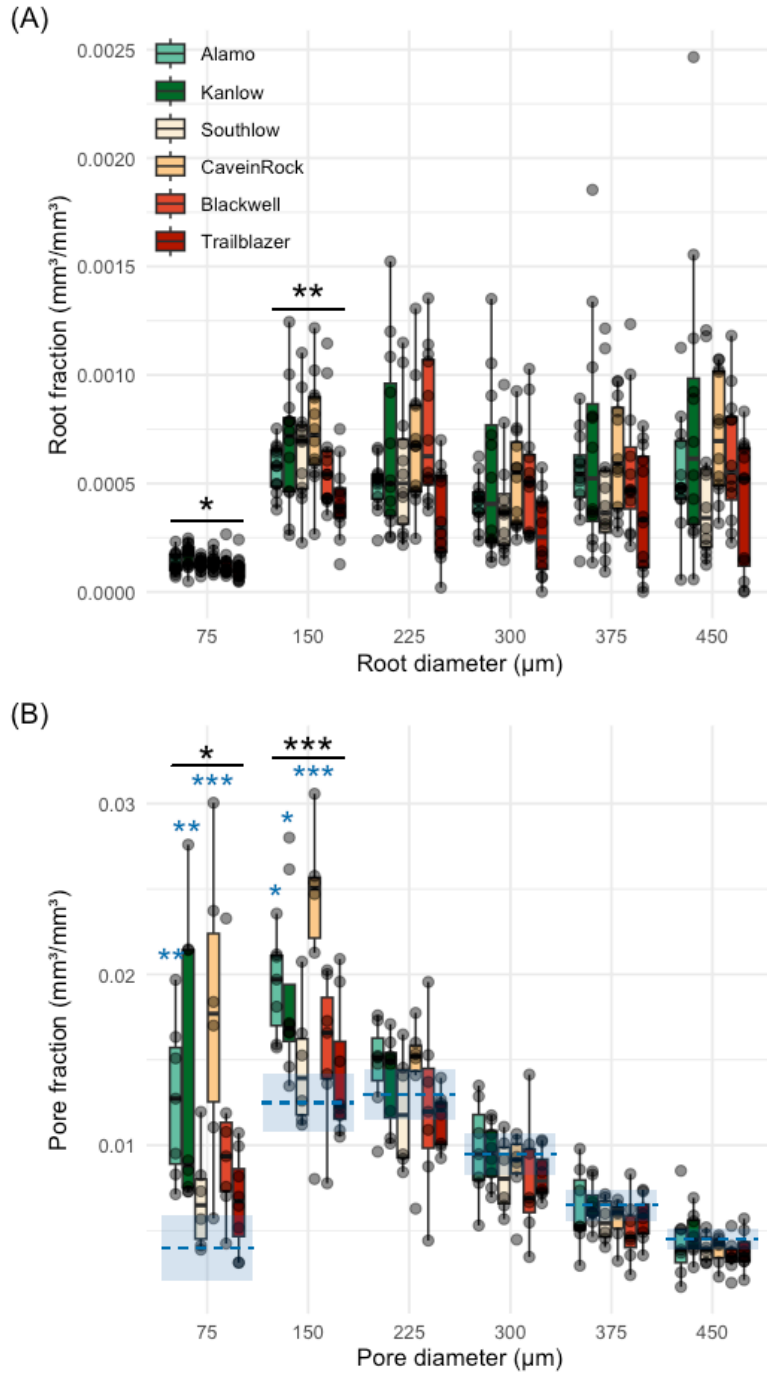 (A)
Root fraction (mm³/mm³)
0.0025
0.0020
0.0015
0.0010
0.0005
0.0000
Alamo
Kanlow
Southlow
CaveinRock
Blackwell
Trailblazer
**
*
75 150 225 300 375 450
Root diameter (µm)
(B)
Pore fraction (mm³/mm³)
0.03
0.02
0.01
* ***
*** ***
** *
*
**
75 150 225 300 375 450
Pore diameter (µm)